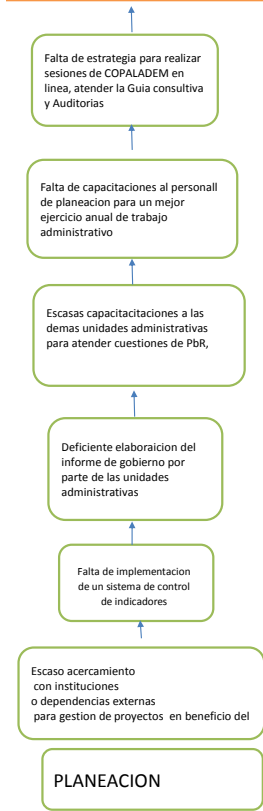 Falta de estrategia para realizar
sesiones de COPALADEM en
linea, atender la Guia consultiva
y Auditorias
Falta de capacitaciones al personall
de planeacion para un mejor
ejercicio anual de trabajo
administrativo
Escasas capacitacitaciones a las
demas unidades administrativas
para atender cuestiones de PbR,
Deficiente elaboraicion del
informe de gobierno por
parte de las unidades
administrativas
Falta de implementacion
de un sistema de control
de indicadores
Escaso acercamiento
con instituciones
o dependencias externas
para gestion de proyectos en beneficio del
PLANEACION